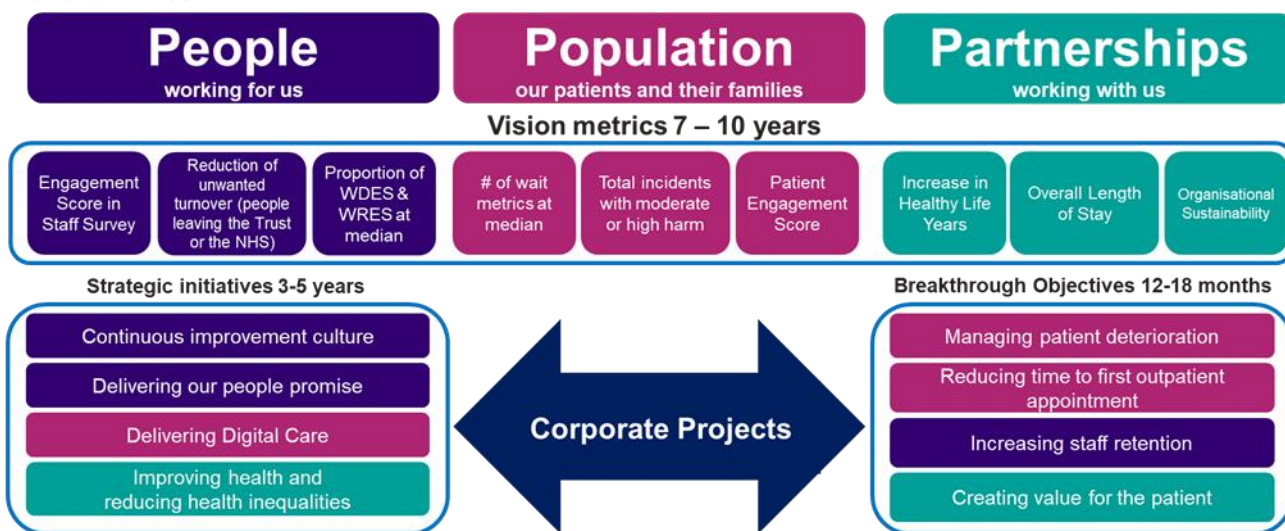 People
working for us
Population
our patients and their families
Partnerships
working with us
Vision metrics 7 – 10 years
Engagement
Score in
Staff Survey
Reduction of
unwanted
turnover (people
leaving the Trust
or the NHS)
Proportion of
WDES &
WRES at
median
# of wait
metrics at
median
Total incidents
with moderate
or high harm
Patient
Engagement
Score
Increase in
Healthy Life
Years
Overall Length
of Stay
Organisational
Sustainability
Strategic initiatives 3-5 years
Continuous improvement culture
Delivering our people promise
Delivering Digital Care
Improving health and
reducing health inequalities
Corporate Projects
Breakthrough Objectives 12-18 months
Managing patient deterioration
Reducing time to first outpatient
appointment
Increasing staff retention
Creating value for the patient